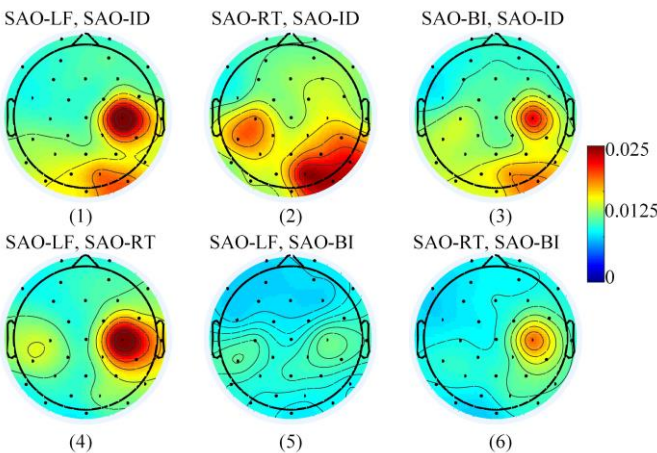 SAO-LF, SAO-ID
SAO-RT, SAO-ID
SAO-BI, SAO-ID
0.025
0.0125
0
(1)
(2)
(3)
SAO-LF, SAO-RT
SAO-LF, SAO-BI
SAO-RT, SAO-BI
(4)
(5)
(6)